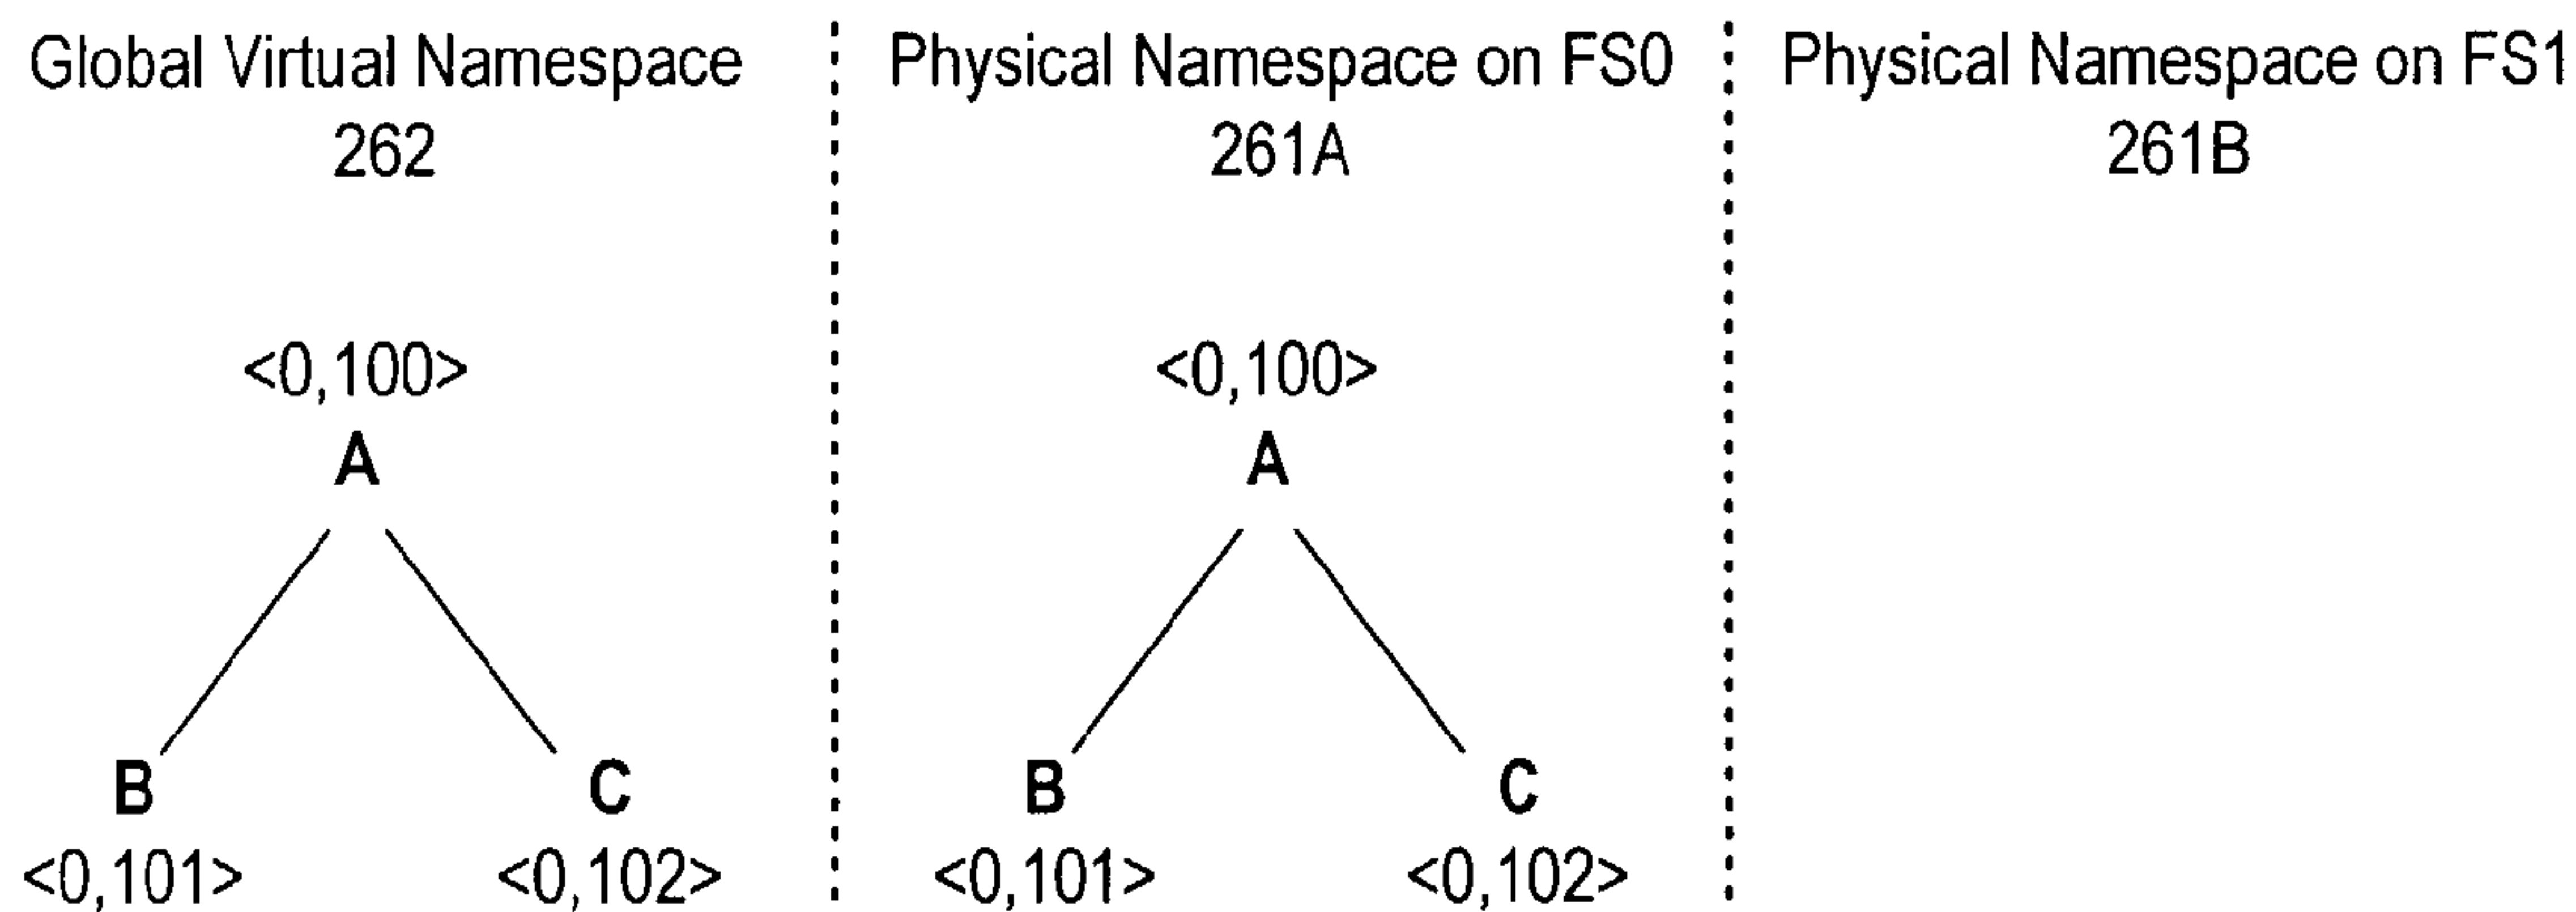 Global Virtual Namespace
262
<0,100>
A
B
C
<0,101>
<0,102>
Physical Namespace on FS0
261A
<0,100>
A
B
C
<0,101>
<0,102>
Physical Namespace on FS1
261B